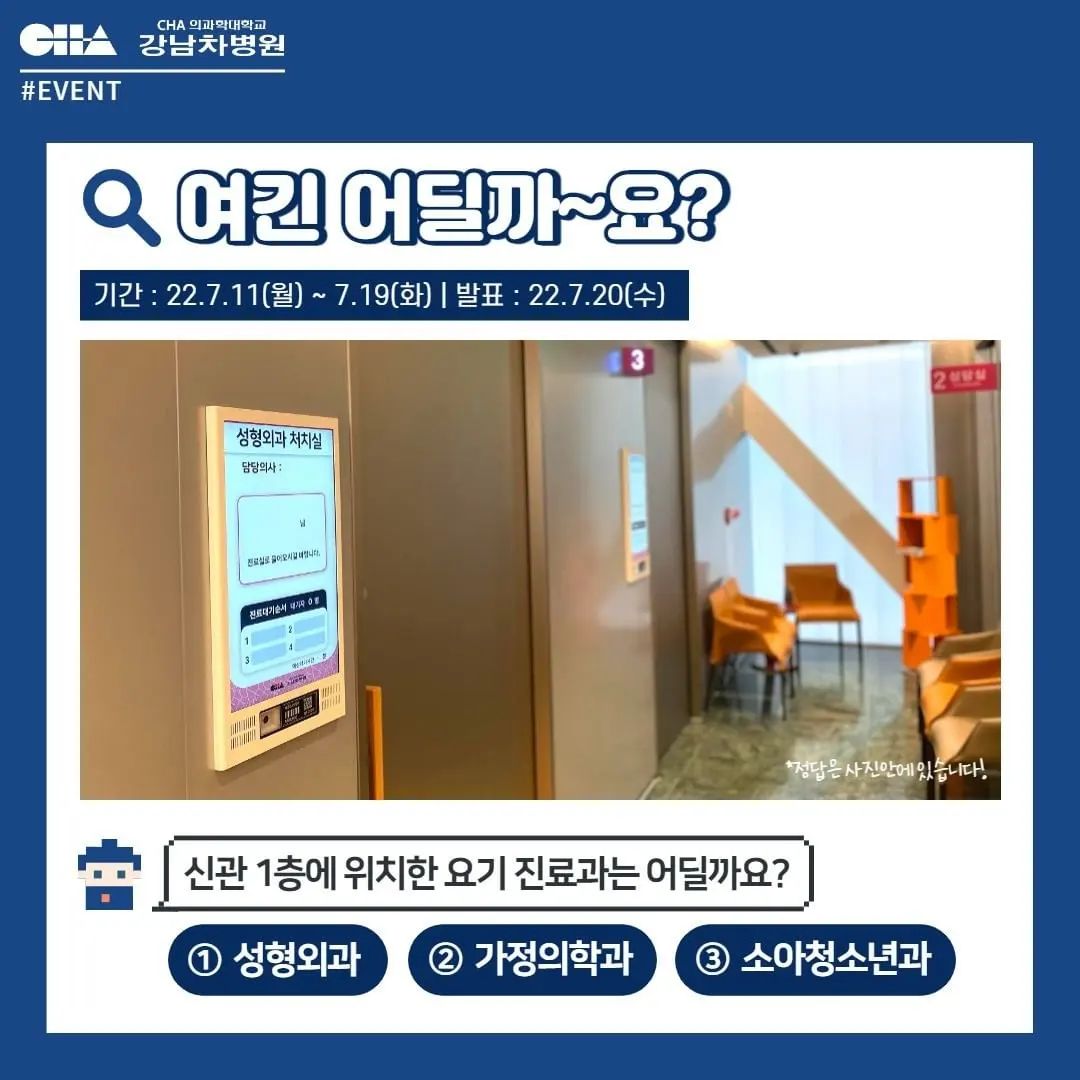 CHA 의과학대학교
CHA 강남차병원
#EVENT
여긴 어딜까~요?
기간 : 22.7.11(월) ~ 7.19(화) | 발표 : 22.7.20(수)
3
2 상담실
성형외과 처치실
담당의사 :
님
진료실로 들어오시길 바랍니다.
진료대기순서 대기자 0 명
1 2
3 4
CHA 강남차병원
*정답은 사진안에 있습니다!
신관 1층에 위치한 요기 진료과는 어딜까요?
① 성형외과 ② 가정의학과 ③ 소아청소년과